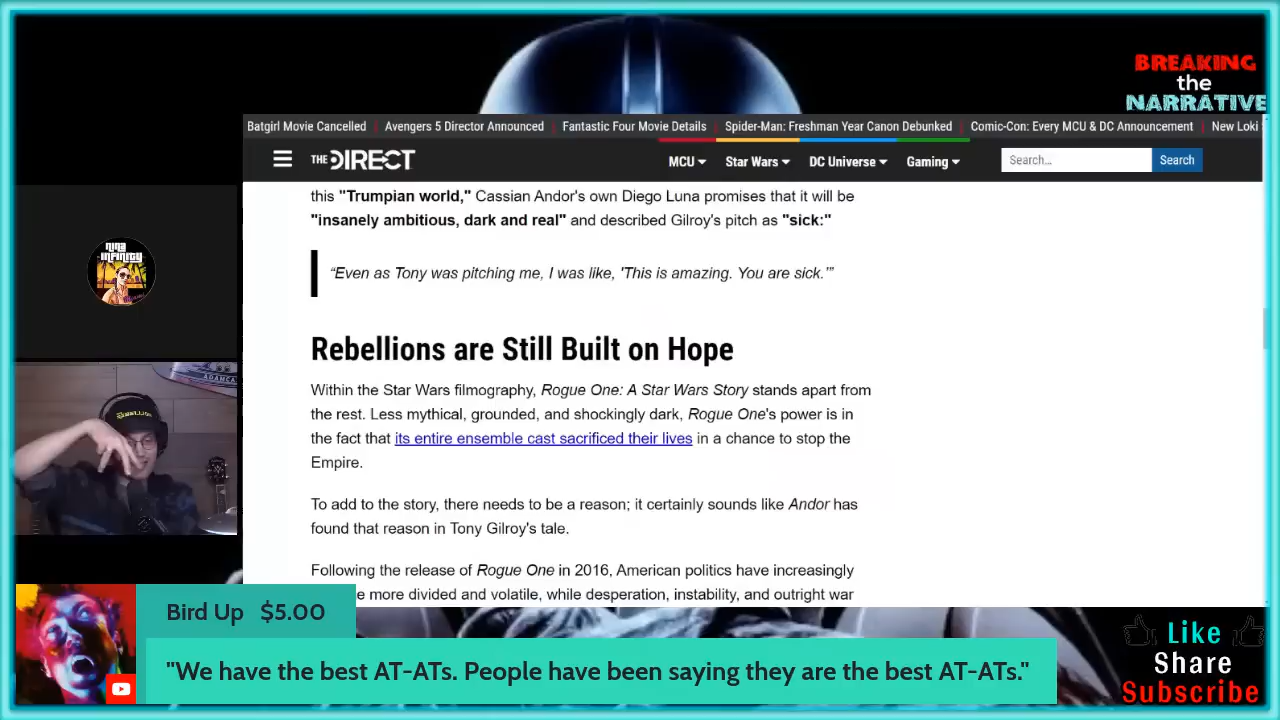 BREAKING
the
NARRATIVE
Batgirl Movie Cancelled | Avengers 5 Director Announced | Fantastic Four Movie Details | Spider-Man: Freshman Year Canon Debunked | Comic-Con: Every MCU & DC Announcement | New Loki
THE DIRECT MCU Star Wars DC Universe Gaming Search... Search
this "Trumpian world," Cassian Andor's own Diego Luna promises that it will be
"insanely ambitious, dark and real" and described Gilroy's pitch as "sick:"
“Even as Tony was pitching me, I was like, 'This is amazing. You are sick.'”
NINA
INFINITY
Rebellions are Still Built on Hope
Within the Star Wars filmography, Rogue One: A Star Wars Story stands apart from
the rest. Less mythical, grounded, and shockingly dark, Rogue One's power is in
the fact that its entire ensemble cast sacrificed their lives in a chance to stop the
Empire.
To add to the story, there needs to be a reason; it certainly sounds like Andor has
found that reason in Tony Gilroy's tale.
Following the release of Rogue One in 2016, American politics have increasingly
more divided and volatile, while desperation, instability, and outright war
Bird Up $5.00
"We have the best AT-ATs. People have been saying they are the best AT-ATs."
Like
Share
Subscribe